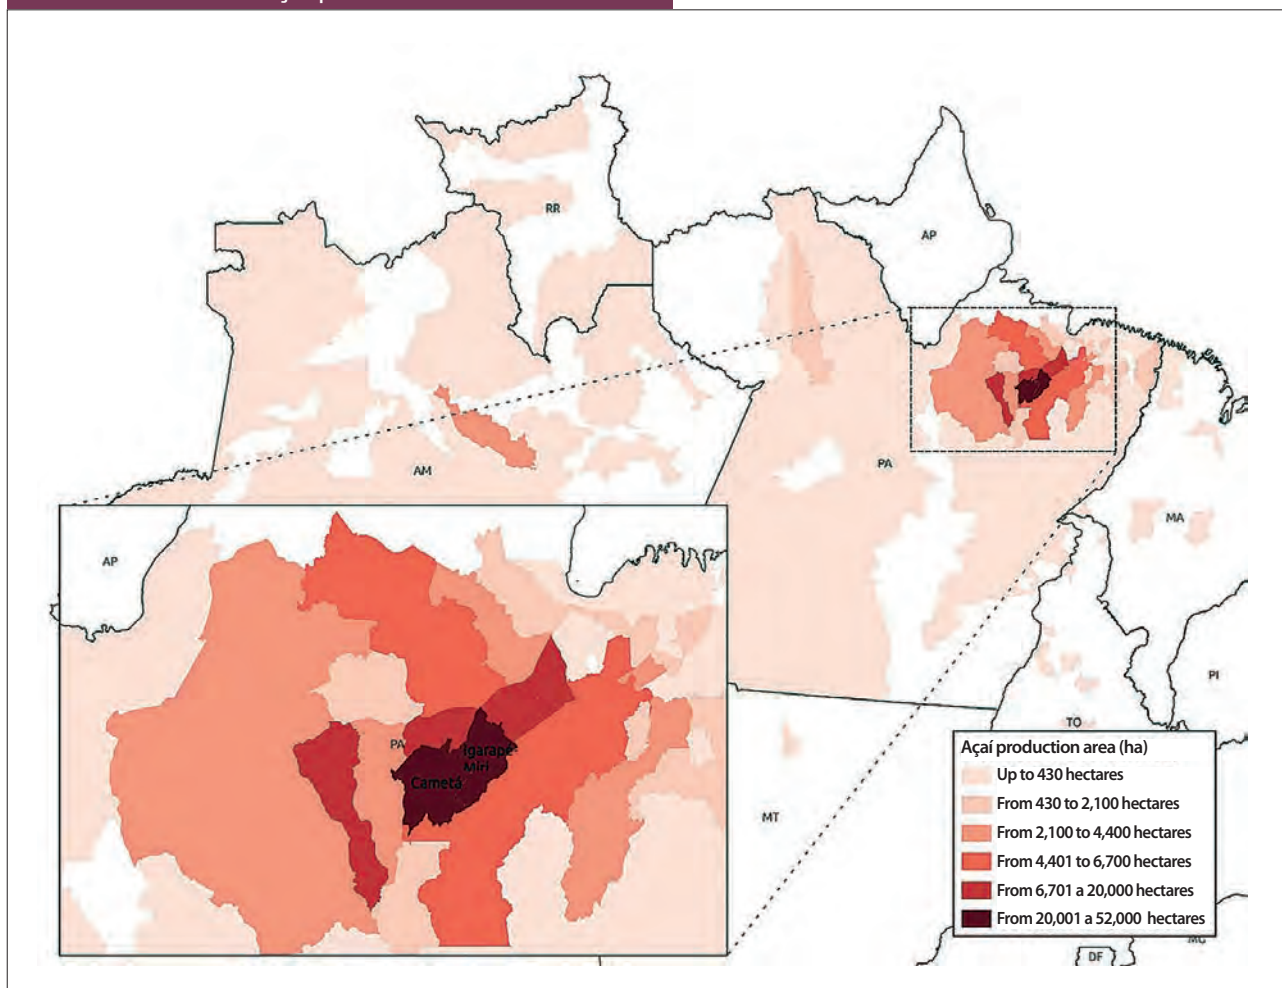 RR
AP
AM
PA
MA
PI
TO
MT
DF
AP
PA
Igarapé-
Miri
Cametá
Açaí production area (ha)
Up to 430 hectares
From 430 to 2,100 hectares
From 2,100 to 4,400 hectares
From 4,401 to 6,700 hectares
From 6,701 a 20,000 hectares
From 20,001 a 52,000 hectares